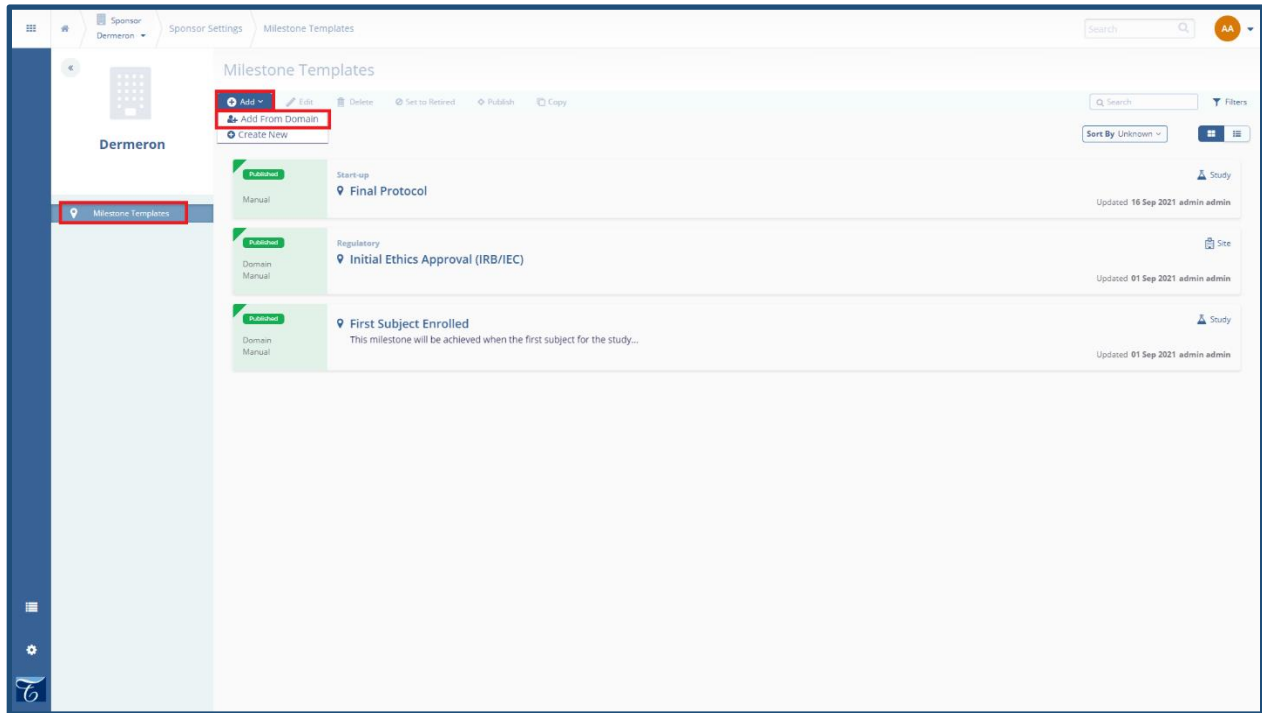 Sponsor
Dermeron
Sponsor Settings
Milestone Templates
Search
AA
Milestone Templates
Add
Edit
Delete
Set to Retired
Publish
Copy
Search
Filters
Add From Domain
Create New
Sort By Unknown
Dermeron
Milestone Templates
Published
Manual
Start-up
Final Protocol
Study
Updated 16 Sep 2021 admin admin
Published
Domain
Manual
Regulatory
Initial Ethics Approval (IRB/IEC)
Site
Updated 01 Sep 2021 admin admin
Published
Domain
Manual
First Subject Enrolled
This milestone will be achieved when the first subject for the study...
Study
Updated 01 Sep 2021 admin admin